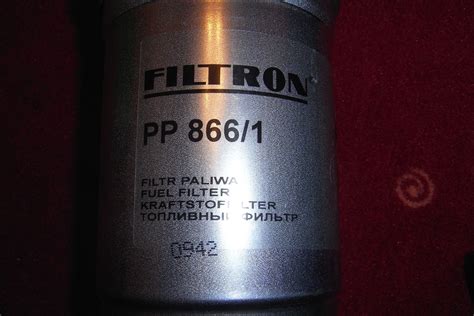 FILTRON
PP 866/1
FILTR PALIWA
FUEL FILTER
KRAFTSTOFFILTER
ТОПЛИВНЫЙ ФИЛЬТР
0942